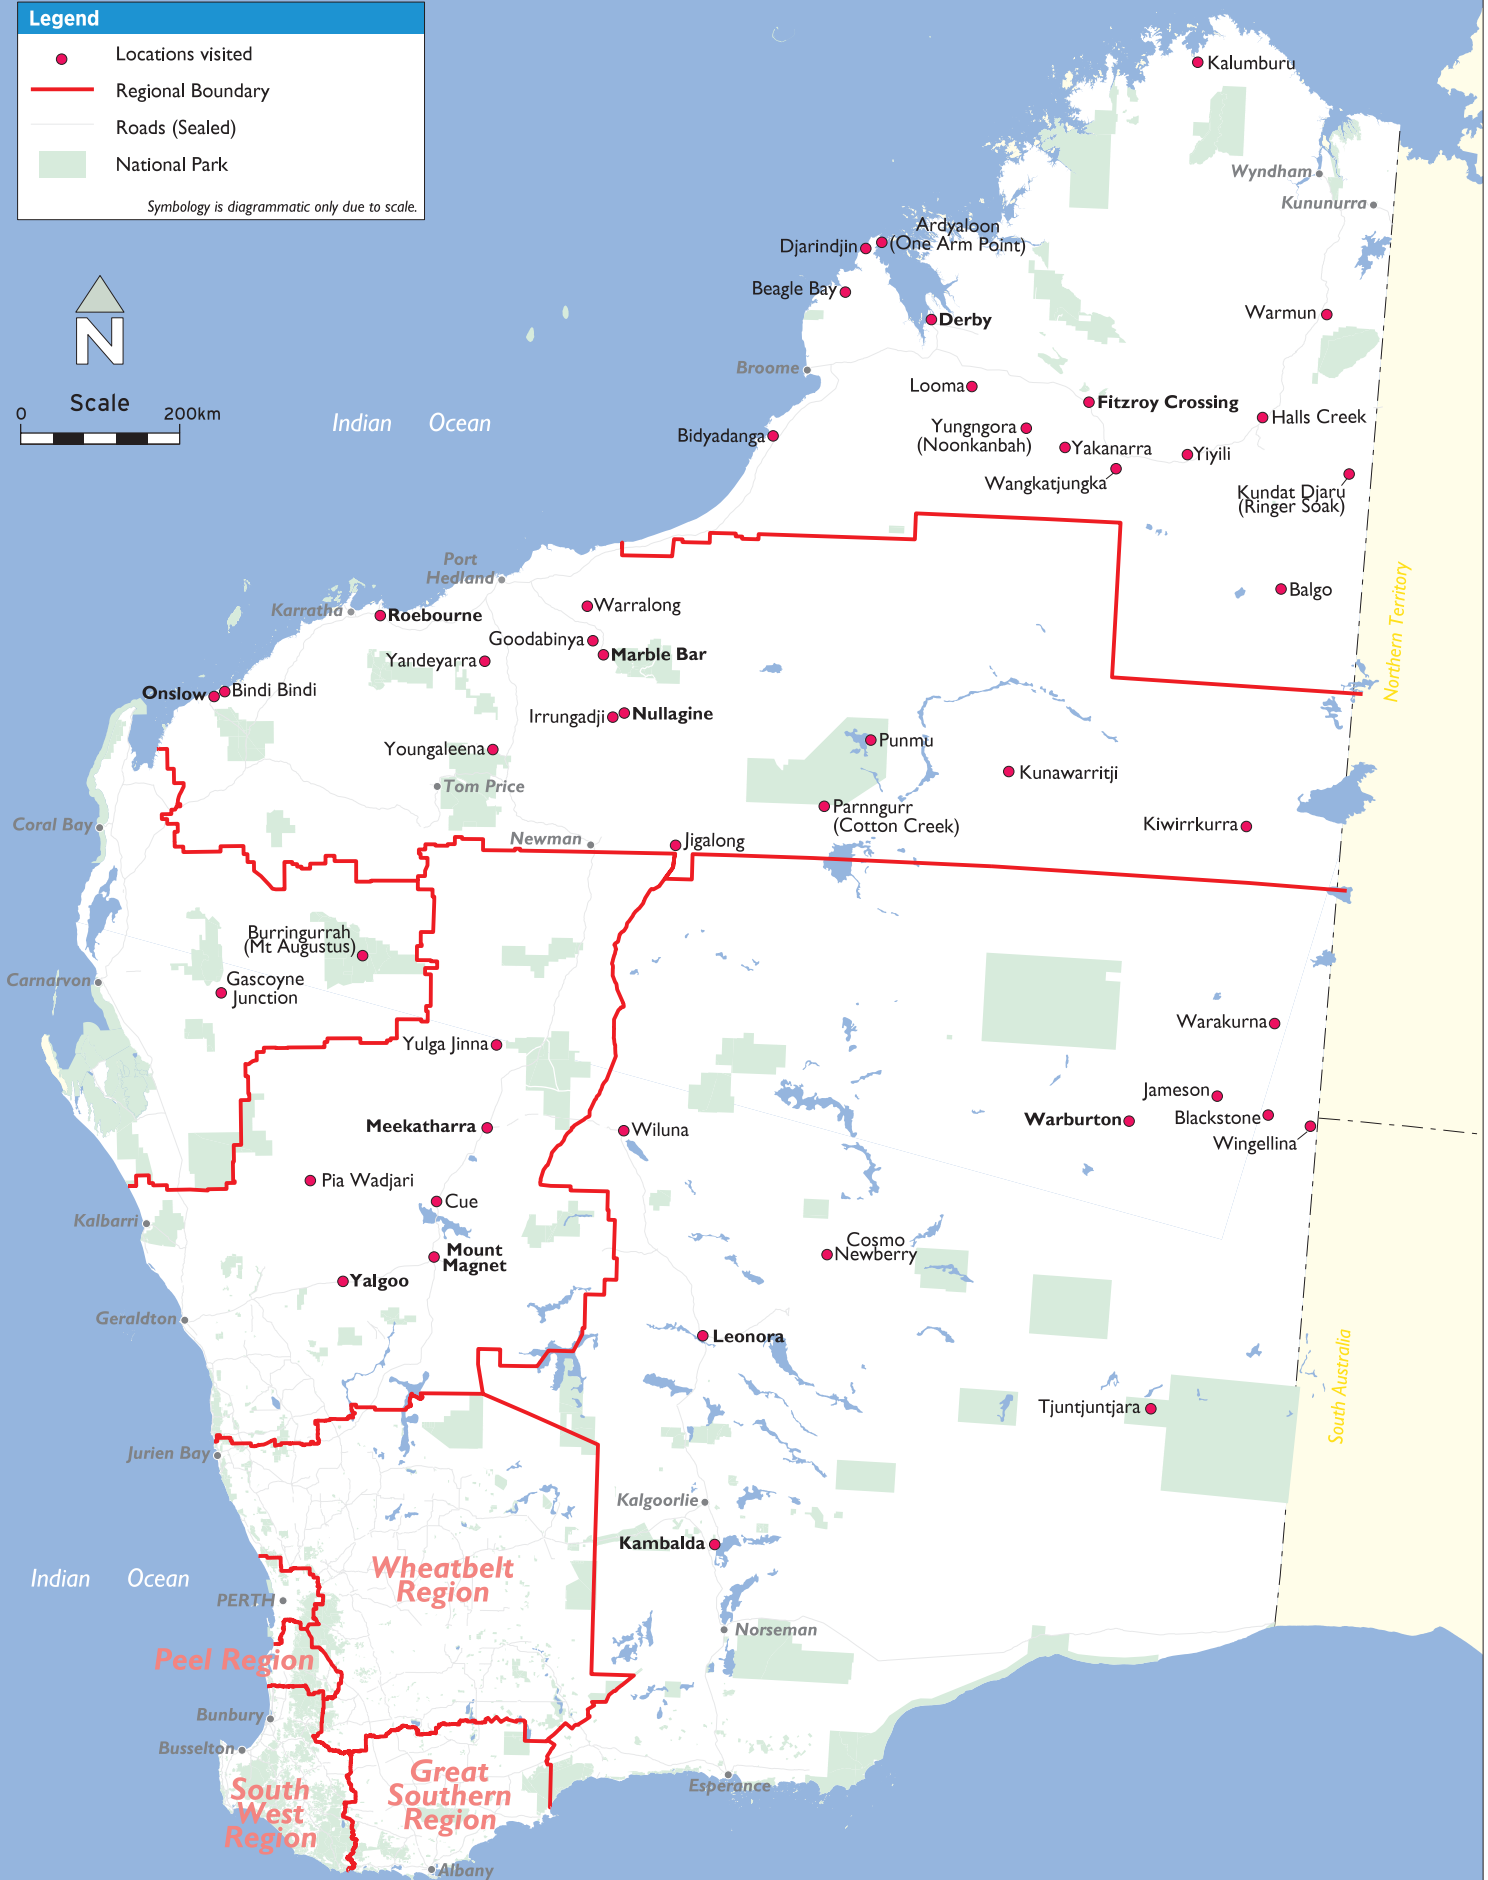 Legend
Locations visited
Regional Boundary
Roads (Sealed)
National Park
Symbology is diagrammatic only due to scale.
N
Scale
0 200km
Indian Ocean
Kalumburu
Wyndham
Kununurra
Ardyaloon
(One Arm Point)
Djarindjin
Beagle Bay
Derby
Warmun
Broome
Looma
Fitzroy Crossing
Halls Creek
Bidyadanga
Yungngora
(Noonkanbah)
Yakanarra
Yiyili
Wangkatjungka
Kundat Djaru
(Ringer Soak)
Port
Hedland
Balgo
Northern Territory
Karratha
Roebourne
Warralong
Goodabinya
Marble Bar
Yandeyarra
Onslow
Bindi Bindi
Irrungadji
Nullagine
Youngaleena
Punmu
Kunawarritji
Tom Price
Parnngurr
(Cotton Creek)
Kiwirrkurra
Coral Bay
Newman
Jigalong
Burringurrah
(Mt Augustus)
Carnarvon
Gascoyne
Junction
Yulga Jinna
Warakurna
Jameson
Blackstone
Warburton
Wingellina
Meekatharra
Wiluna
Pia Wadjari
Cue
Kalbarri
Cosmo
Newberry
Mount
Magnet
Yalgoo
Geraldton
Leonora
South Australia
Tjuntjuntjara
Jurien Bay
Kalgoorlie
Kambalda
Wheatbelt
Region
Indian Ocean
PERTH
Norseman
Peel Region
Bunbury
Busselton
South
West
Region
Great
Southern
Region
Esperance
Albany